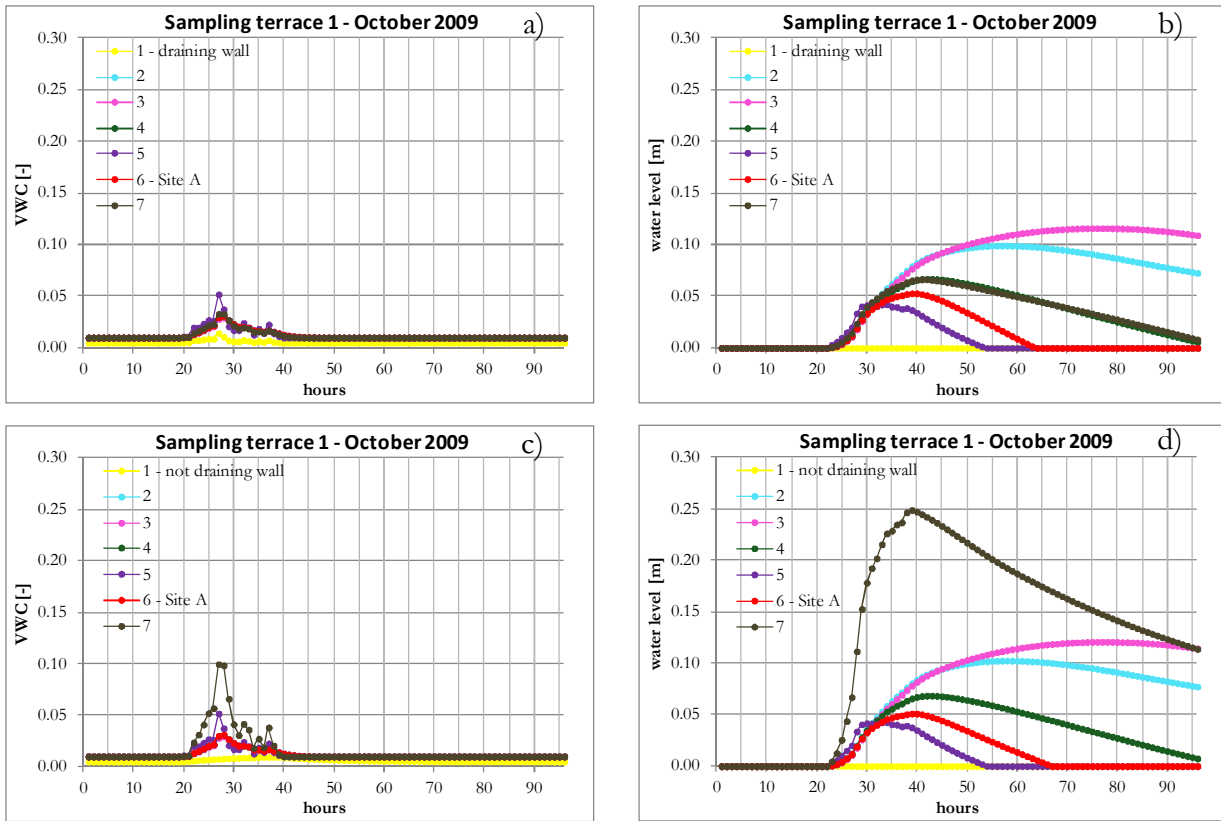 Sampling terrace 1 - October 2009
a)
0.30
0.25
0.20
0.15
0.10
0.05
0.00
VWC [-]
1 - draining wall
2
3
4
5
6 - Site A
7
0 10 20 30 40 50 60 70 80 90
hours
Sampling terrace 1 - October 2009
b)
0.30
0.25
0.20
0.15
0.10
0.05
0.00
water level [m]
1 - draining wall
2
3
4
5
6 - Site A
7
0 10 20 30 40 50 60 70 80 90
hours
Sampling terrace 1 - October 2009
c)
0.30
0.25
0.20
0.15
0.10
0.05
0.00
VWC [-]
1 - not draining wall
2
3
4
5
6 - Site A
7
0 10 20 30 40 50 60 70 80 90
hours
Sampling terrace 1 - October 2009
d)
0.30
0.25
0.20
0.15
0.10
0.05
0.00
water level [m]
1 - not draining wall
2
3
4
5
6 - Site A
7
0 10 20 30 40 50 60 70 80 90
hours